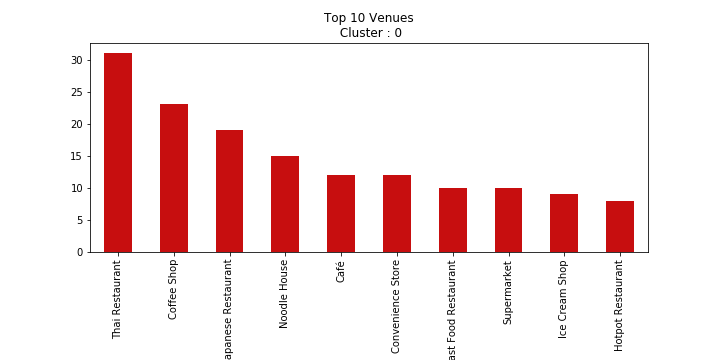 Top 10 Venues
Cluster : 0
30
25
20
15
10
5
0
Thai Restaurant
Coffee Shop
apanese Restaurant
Noodle House
Café
Convenience Store
ast Food Restaurant
Supermarket
Ice Cream Shop
Hotpot Restaurant